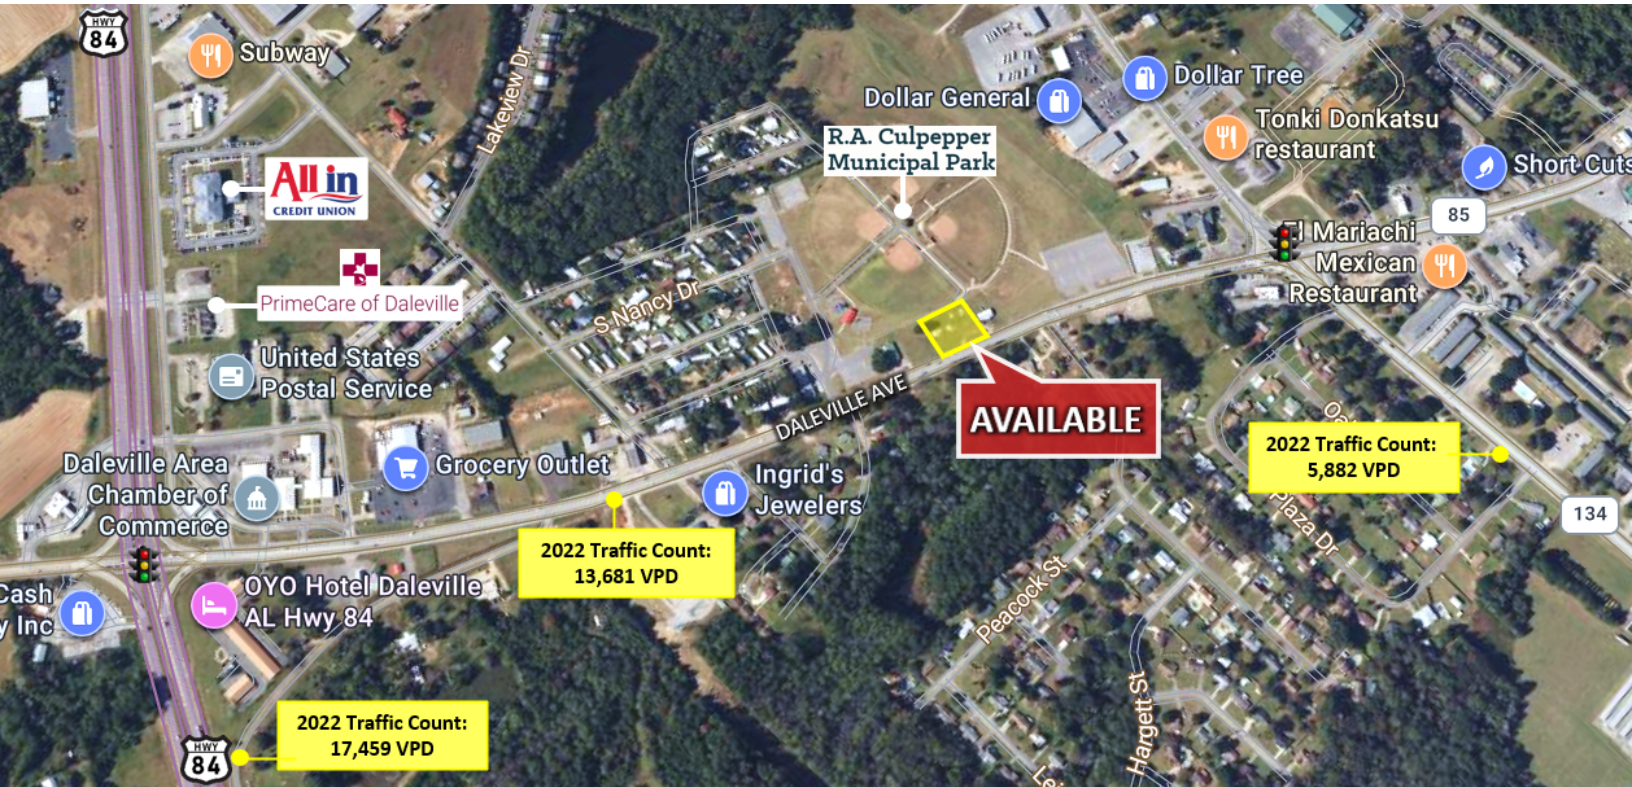 HWY
84
Subway
Lakeview Dr
Dollar General
Dollar Tree
R.A. Culpepper
Municipal Park
Tonki Donkatsu
restaurant
Short Cuts
All in
CREDIT UNION
85
El Mariachi
Mexican
Restaurant
PrimeCare of Daleville
S Nancy Dr
United States
Postal Service
DALEVILLE AVE
AVAILABLE
2022 Traffic Count:
5,882 VPD
Daleville Area
Chamber of
Commerce
Grocery Outlet
Ingrid's
Jewelers
Plaza Dr
134
2022 Traffic Count:
13,681 VPD
Cash
y Inc
OYO Hotel Daleville
AL Hwy 84
Peacock St
Hargett St
2022 Traffic Count:
17,459 VPD
HWY
84
Le